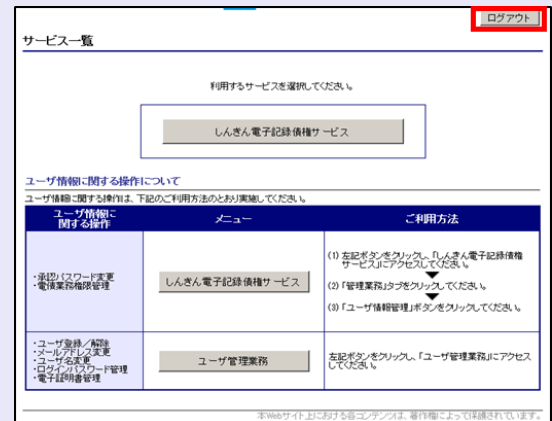 ログアウト
サービス一覧
利用するサービスを選択してください。
しんきん電子記録債権サービス
ユーザ情報に関する操作について
ユーザ情報に関する操作は、下記のご利用方法のとおり実施してください。
ユーザ情報に
関する操作
メニュー
ご利用方法
・承認パスワード変更
・電債業務権限管理
しんきん電子記録債権サービス
(1) 左記ボタンをクリックし、「しんきん電子記録債権
サービス」にアクセスしてください。
(2) 「管理業務」タブをクリックしてください。
(3) 「ユーザ情報管理」ボタンをクリックしてください。
・ユーザ登録／解除
・メールアドレス変更
・ユーザ名変更
・ログインパスワード管理
・電子証明書管理
ユーザ管理業務
左記ボタンをクリックし、「ユーザ管理業務」にアクセス
してください。
本Webサイト上における各コンテンツは、著作権によって保護されています。